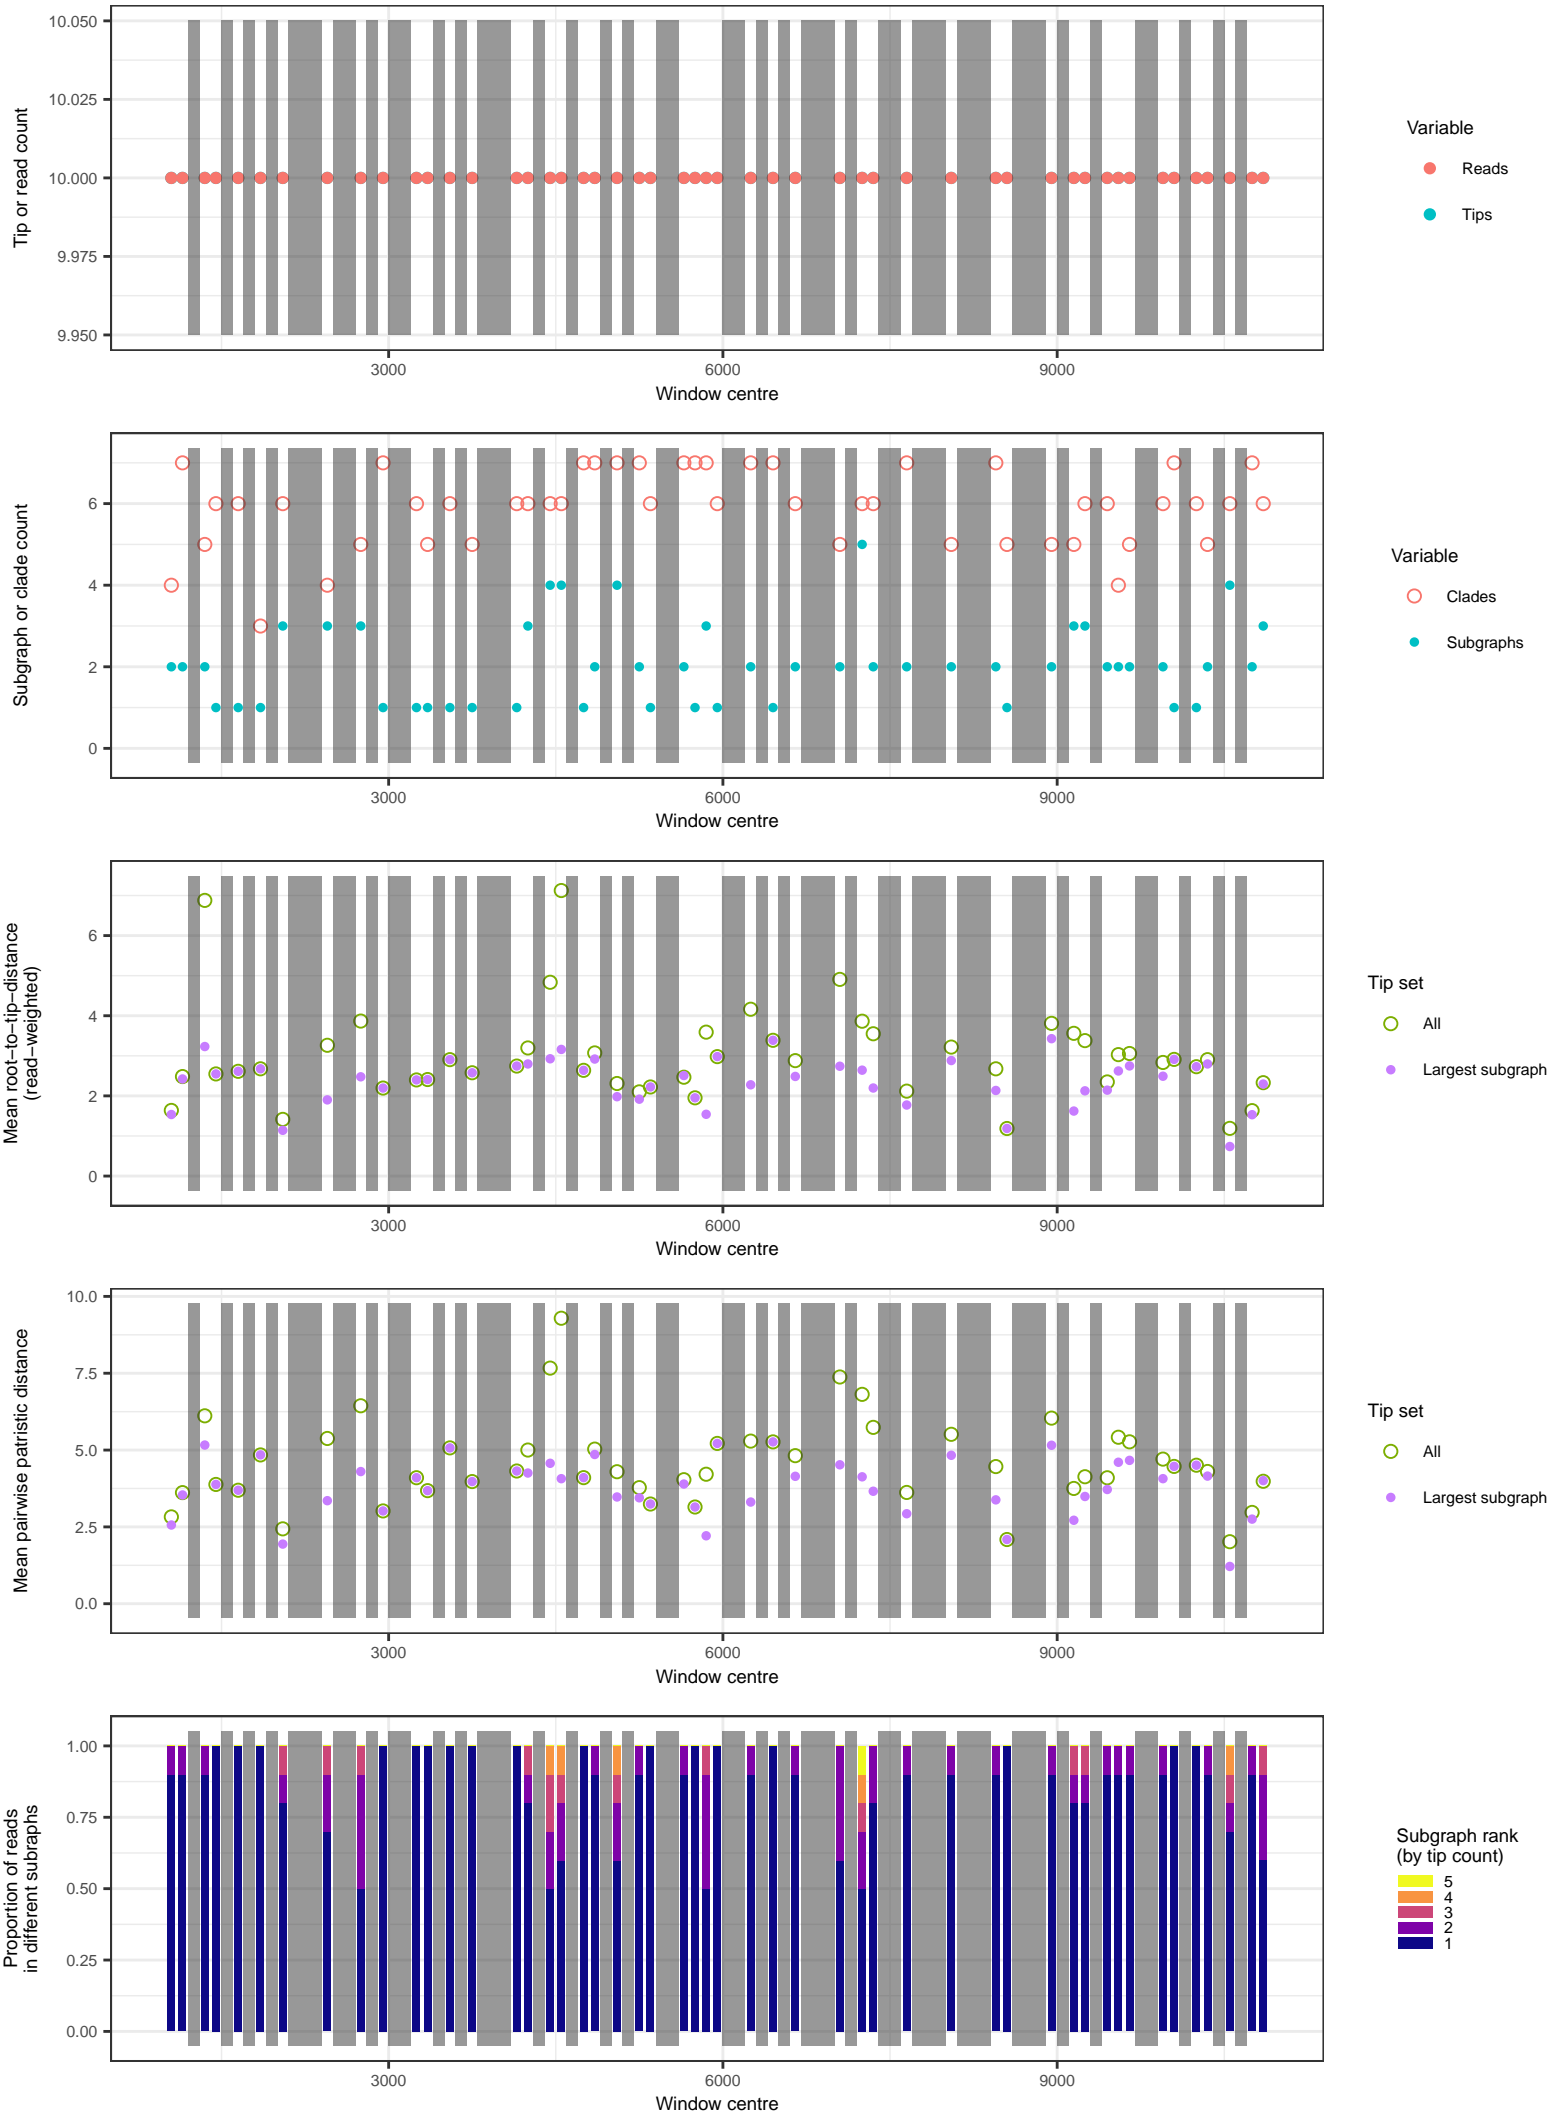 10.050
10.025
10.000
9.975
9.950
Tip or read count
3000
6000
9000
Window centre
Variable
Reads
Tips
6
4
2
0
Subgraph or clade count
3000
6000
9000
Window centre
Variable
Clades
Subgraphs
6
4
2
0
Mean root−to−tip−distance
(read−weighted)
3000
6000
9000
Window centre
Tip set
All
Largest subgraph
10.0
7.5
5.0
2.5
0.0
Mean pairwise patristic distance
3000
6000
9000
Window centre
Tip set
All
Largest subgraph
1.00
0.75
0.50
0.25
0.00
Proportion of reads
in different subraphs
3000
6000
9000
Window centre
Subgraph rank
(by tip count)
5
4
3
2
1